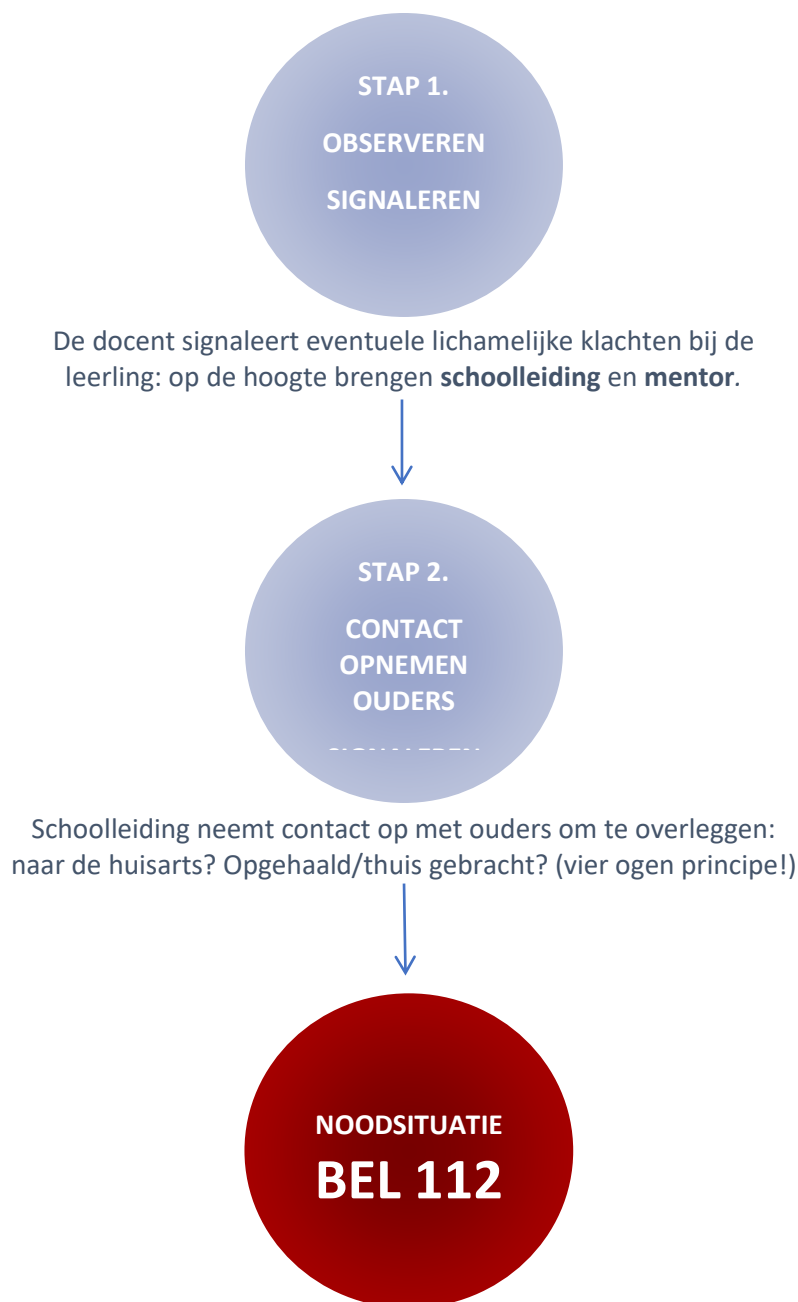 STAP 1.
OBSERVEREN
SIGNALEREN
De docent signaleert eventuele lichamelijke klachten bij de
leerling: op de hoogte brengen schoolleiding en mentor.
STAP 2.
CONTACT
OPNEMEN
OUDERS
Schoolleiding neemt contact op met ouders om te overleggen:
naar de huisarts? Opgehaald/thuis gebracht? (vier ogen principe!)
NOODSITUATIE
BEL 112